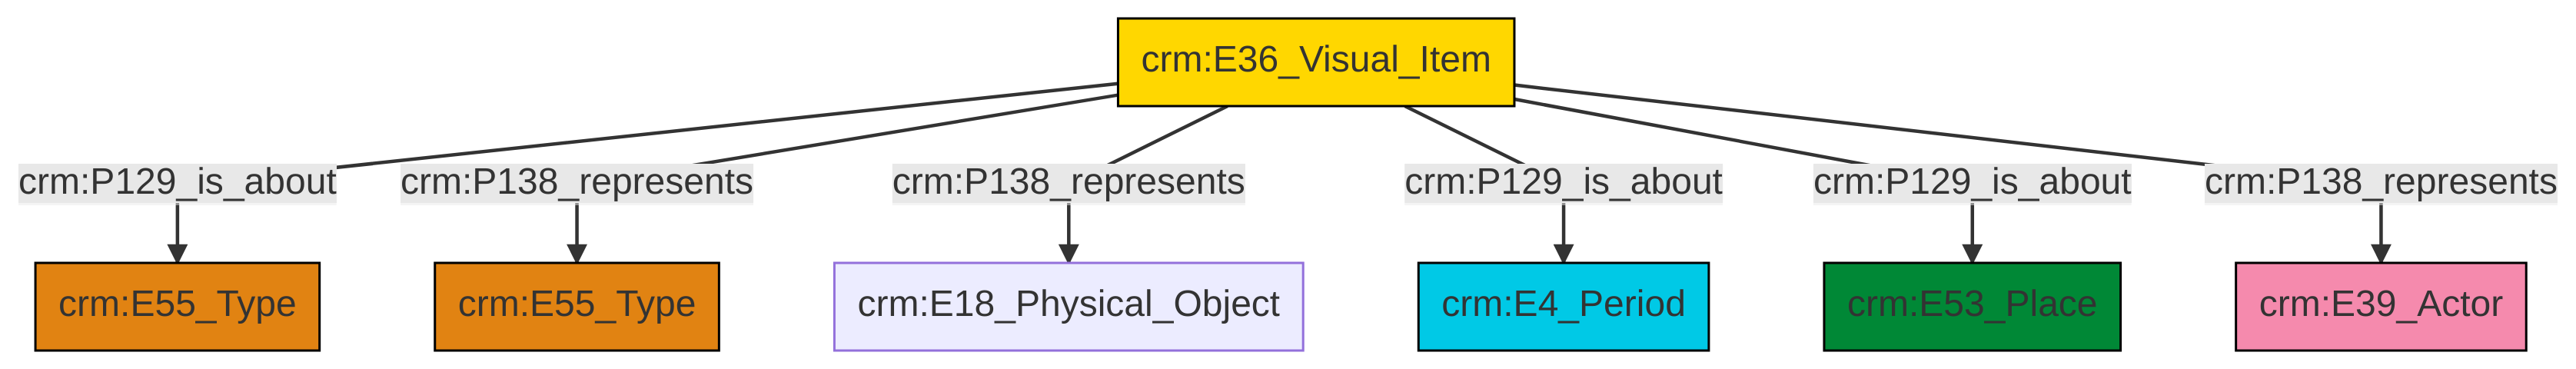 crm:E36_Visual_Item
crm:P129_is_about
crm:P138_represents
crm:P138_represents
crm:P129_is_about
crm:P129_is_about
crm:P138_represents
crm:E55_Type
crm:E55_Type
crm:E18_Physical_Object
crm:E4_Period
crm:E53_Place
crm:E39_Actor